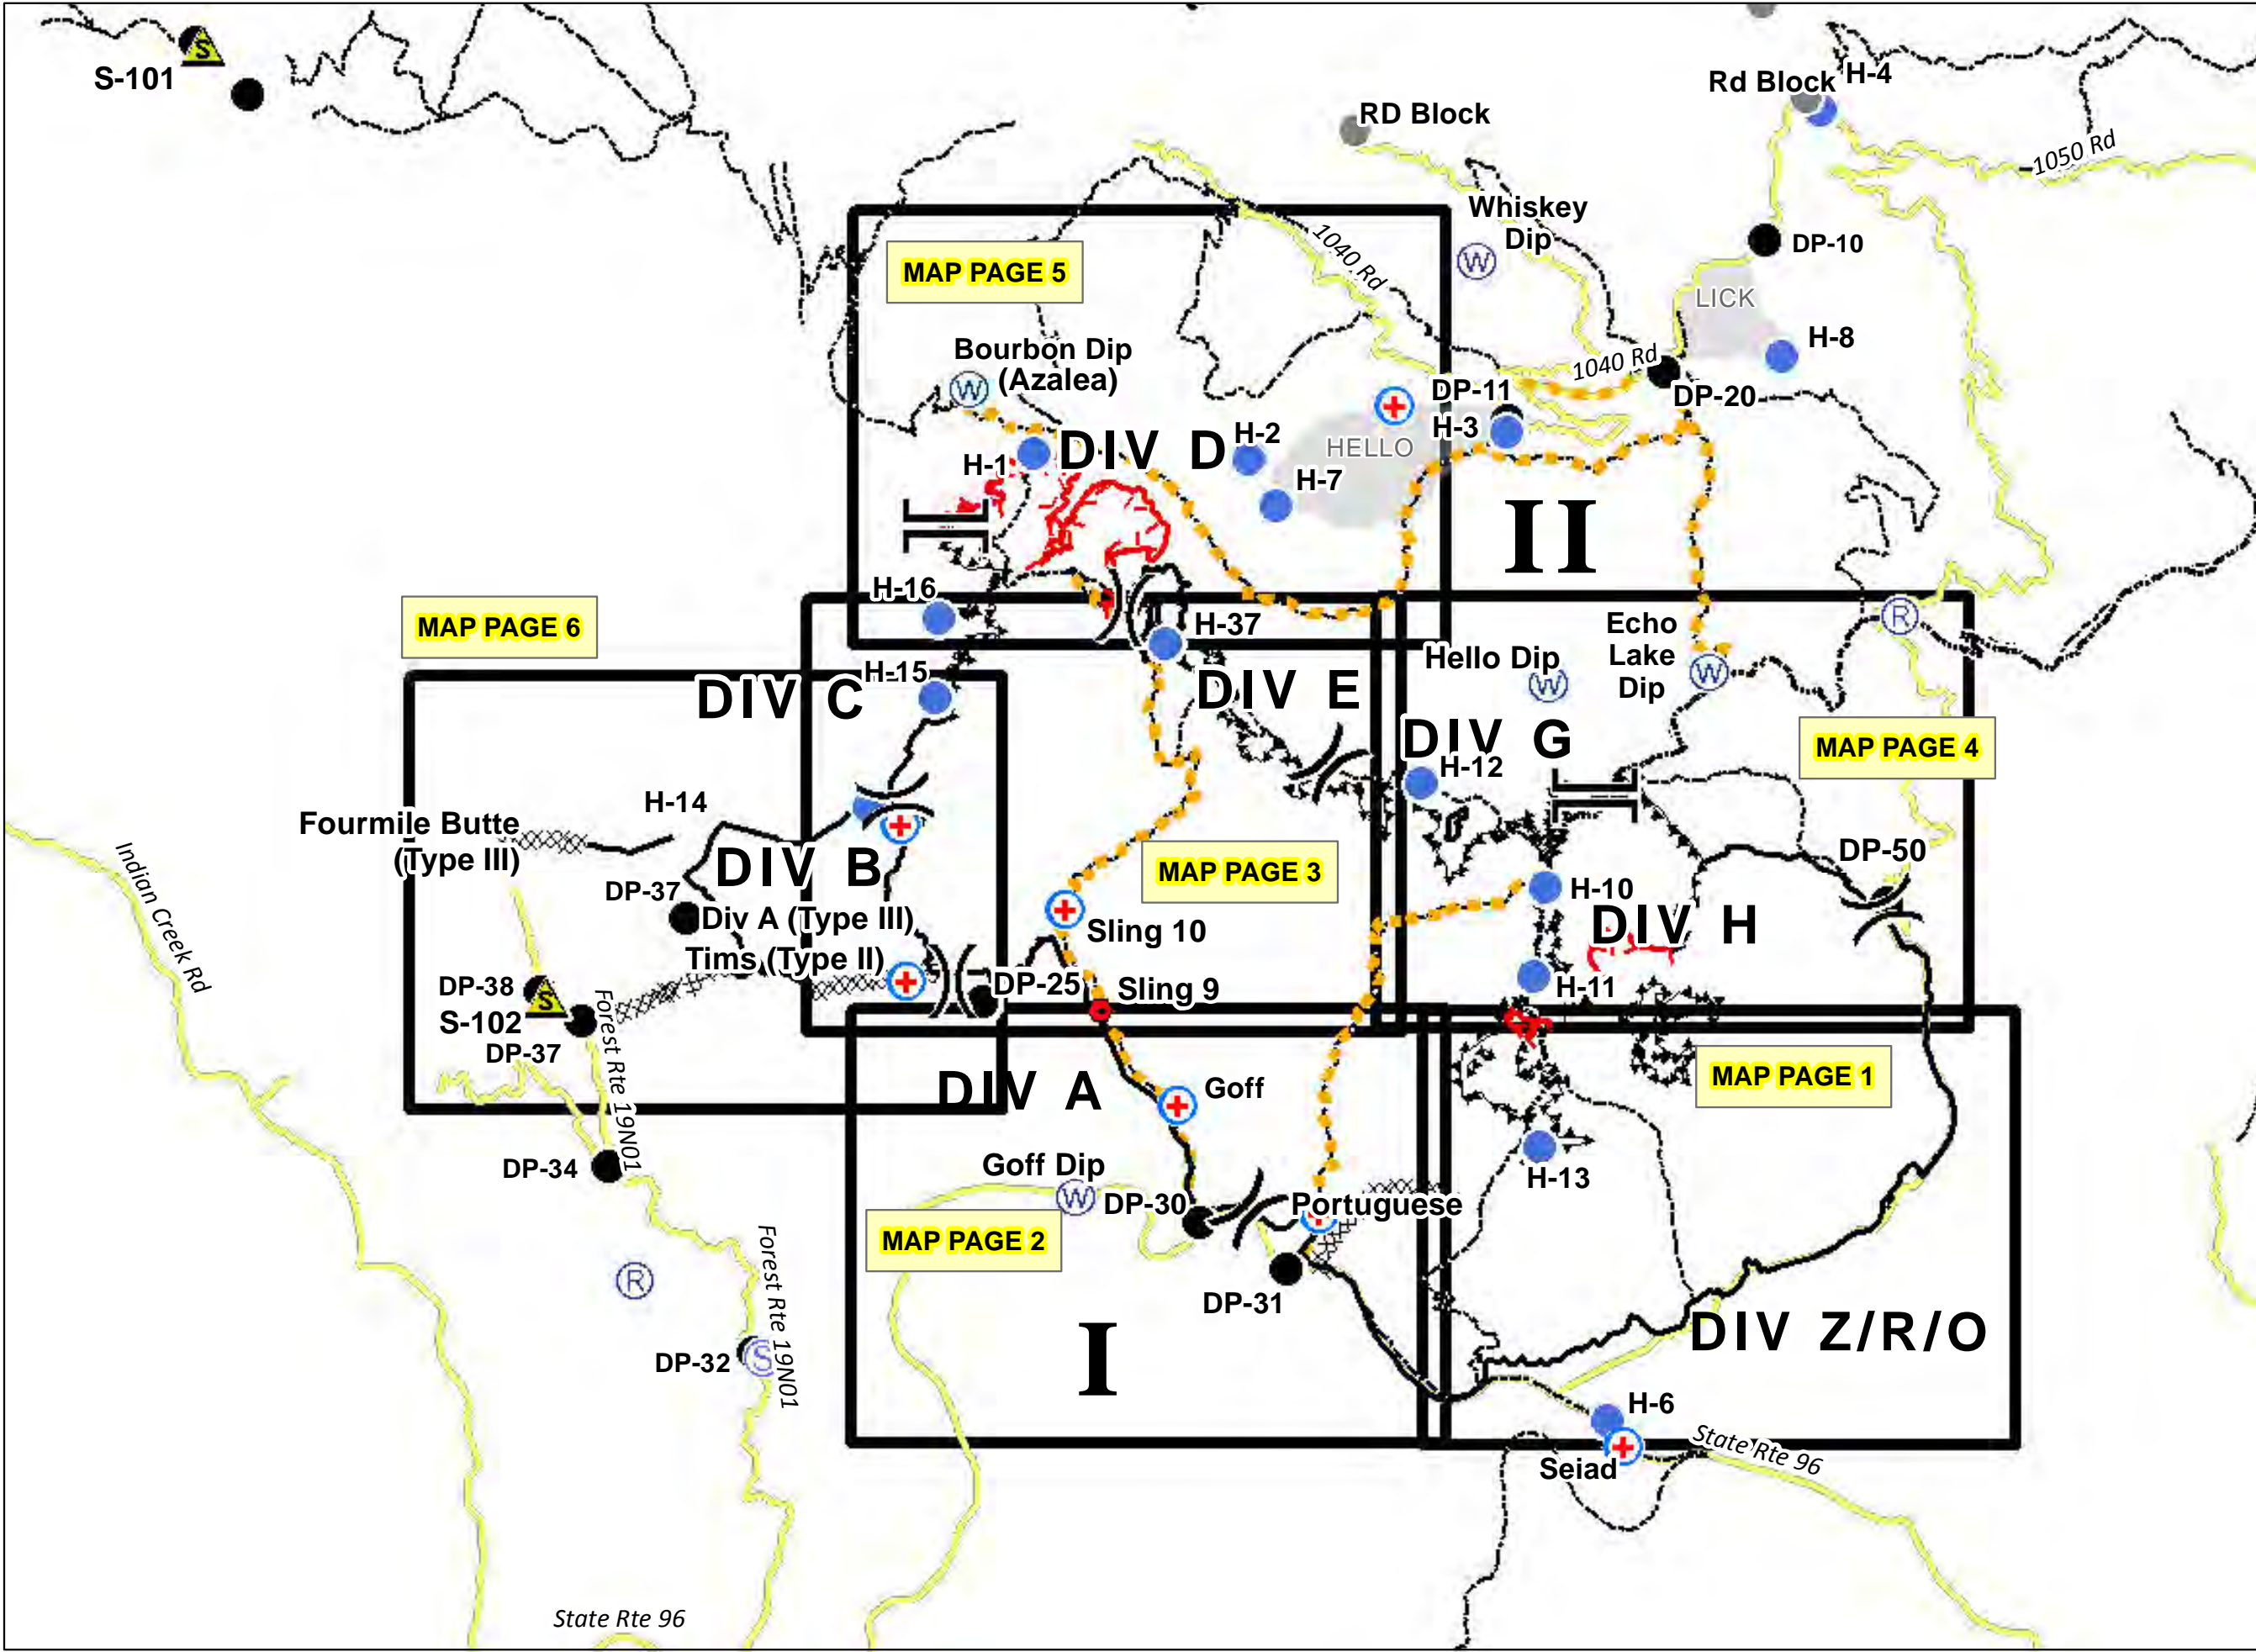 S-101
Rd Block
H-4
RD Block
1050 Rd
Whiskey
Dip
DP-10
MAP PAGE 5
1040 Rd
LICK
H-8
Bourbon Dip
(Azalea)
1040 Rd
DP-11
DP-20
H-3
DIV D
H-2
HELLO
H-1
H-7
II
H-16
MAP PAGE 6
H-37
Echo
Lake
Dip
Hello Dip
DIV C
H-15
DIV E
DIV G
MAP PAGE 4
H-12
H-14
Fourmile Butte
(Type III)
DP-50
DIV B
MAP PAGE 3
DP-37
H-10
Div A (Type III)
Sling 10
DIV H
Tims (Type II)
Indian Creek Rd
DP-38
S-102
DP-25
Sling 9
H-11
DP-37
Forest Rte 19N01
MAP PAGE 1
DIV A
Goff
DP-34
Goff Dip
H-13
DP-30
Portuguese
MAP PAGE 2
DP-31
Forest Rte 19N01
DIV Z/R/O
DP-32
I
H-6
Seiad
State Rte 96
State Rte 96
S
W
W
W
W
R
W
S
R
S